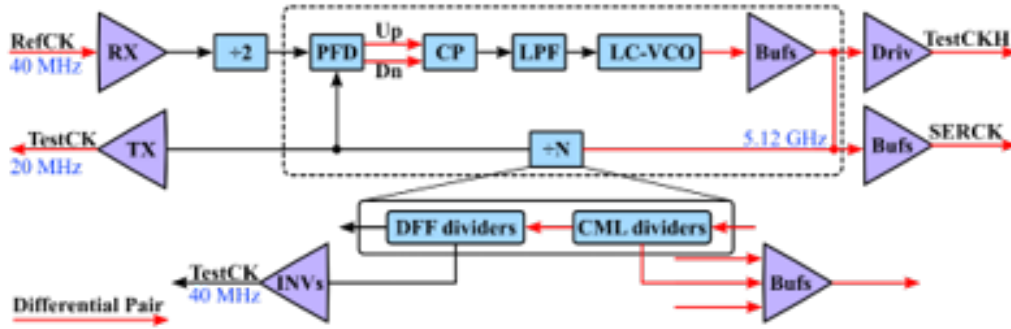 RefCK
40 MHz
RX
÷2
PFD
Up
Dn
CP
LPF
LC-VCO
Bufs
Driv
TestCKH
TestCK
20 MHz
TX
÷N
5.12 GHz
Bufs
SERCK
DFF dividers
CML dividers
TestCK
40 MHz
INVs
Bufs
Differential Pair